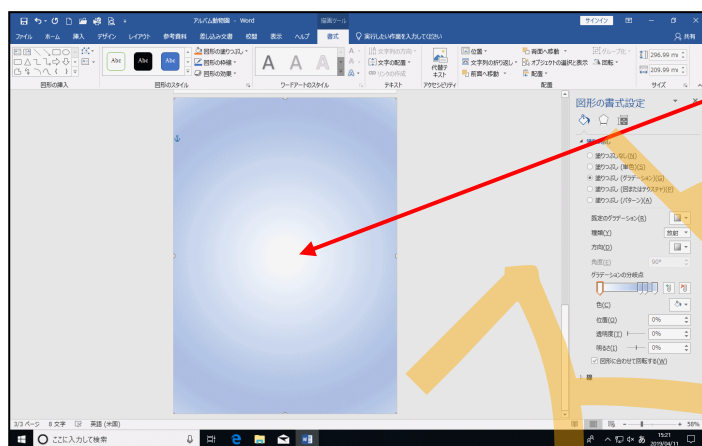 アルバム動物園 - Word
描画ツール
サインイン
ファイル ホーム 挿入 デザイン レイアウト 参考資料 差し込み文書 校閲 表示 ヘルプ 書式 実行したい作業を入力してください
共有
Abc Abc Abc
図形の塗りつぶし
図形の枠線
図形の効果
A A A
文字列の方向
文字の配置
リンクの作成
代替テキスト
位置
文字列の折り返し
前面へ移動
背面へ移動
オブジェクトの選択と表示
配置
グループ化
回転
296.99 mm
209.99 mm
図形の挿入 図形のスタイル ワードアートのスタイル テキスト アクセシビリティ 配置 サイズ
図形の書式設定
塗りつぶし
塗りつぶしなし(N)
塗りつぶし (単色)(S)
塗りつぶし (グラデーション)(G)
塗りつぶし (図またはテクスチャ)(P)
塗りつぶし (パターン)(A)
既定のグラデーション(R)
種類(Y) 放射
方向(D)
角度(E) 90°
グラデーションの分岐点
色(C)
位置(O) 0%
透明度(T) 0%
明るさ(I) 0%
図形に合わせて回転する(W)
線
3/3 ページ 8 文字 英語 (米国)
58%
ここに入力して検索
あ
15:21
2019/04/11